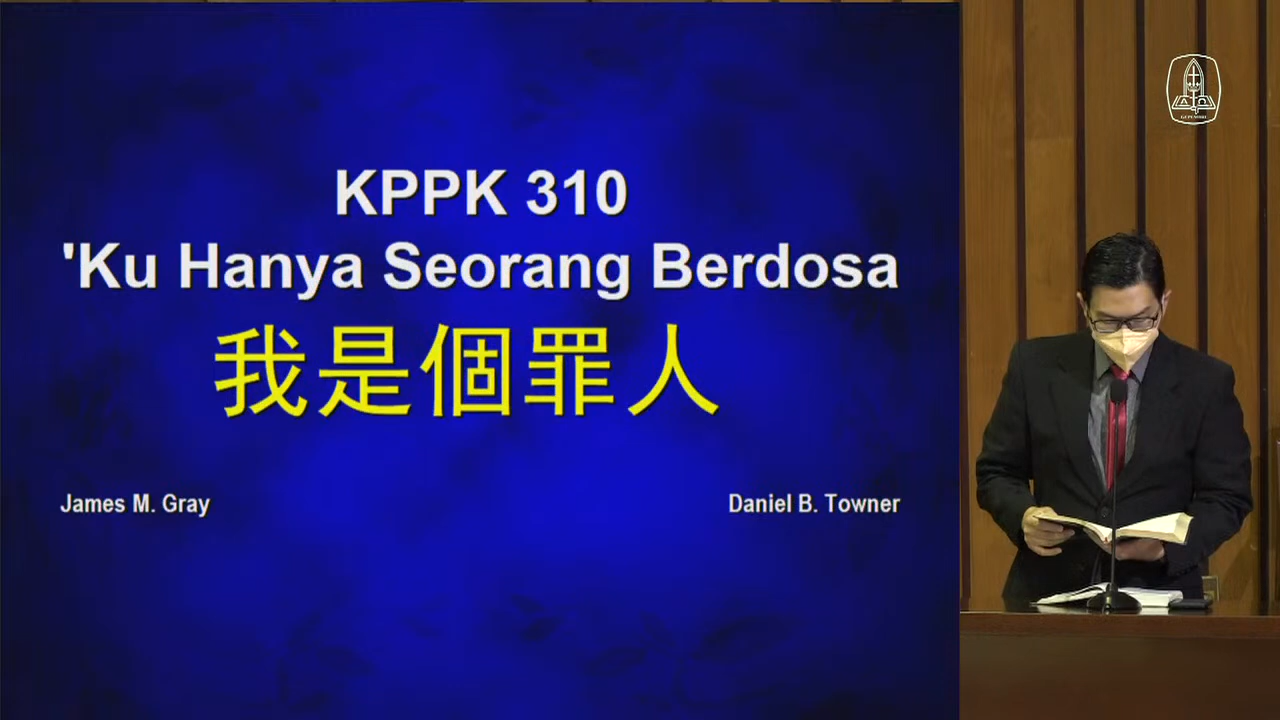 KPPK 310
'Ku Hanya Seorang Berdosa
我是個罪人
James M. Gray
Daniel B. Towner